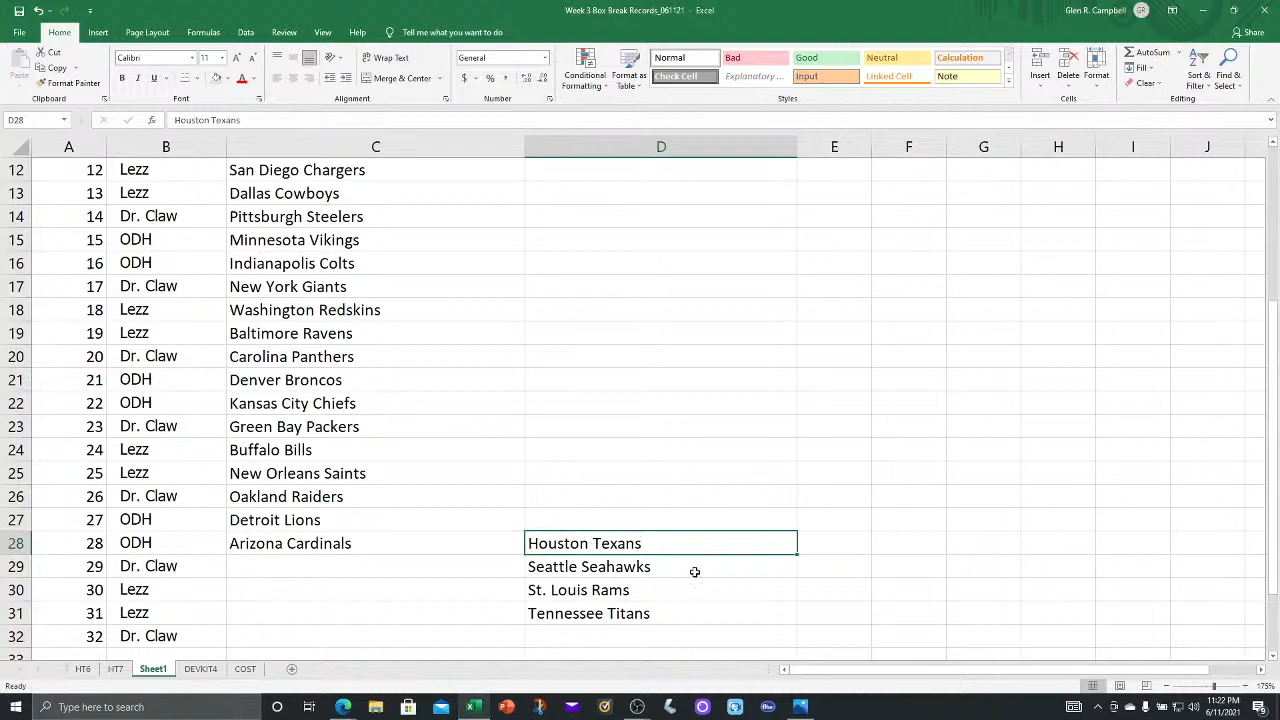 Week 3 Box Break Records_061121 - Excel
Glen R. Campbell GR
File Home Insert Page Layout Formulas Data Review View Help Tell me what you want to do Share
Cut
Copy
Format Painter
Paste
Clipboard
Calibri 11
B I U
Font
Wrap Text
Merge & Center
Alignment
General
$ % ,
Number
Conditional Formatting
Format as Table
Normal Bad Good Neutral Calculation
Check Cell Explanatory ... Input Linked Cell Note
Styles
Insert Delete Format
Cells
AutoSum
Fill
Clear
Sort & Filter
Find & Select
Editing
D28 fx Houston Texans
A B C D E F G H I J
12 12 Lezz San Diego Chargers
13 13 Lezz Dallas Cowboys
14 14 Dr. Claw Pittsburgh Steelers
15 15 ODH Minnesota Vikings
16 16 ODH Indianapolis Colts
17 17 Dr. Claw New York Giants
18 18 Lezz Washington Redskins
19 19 Lezz Baltimore Ravens
20 20 Dr. Claw Carolina Panthers
21 21 ODH Denver Broncos
22 22 ODH Kansas City Chiefs
23 23 Dr. Claw Green Bay Packers
24 24 Lezz Buffalo Bills
25 25 Lezz New Orleans Saints
26 26 Dr. Claw Oakland Raiders
27 27 ODH Detroit Lions
28 28 ODH Arizona Cardinals Houston Texans
29 29 Dr. Claw Seattle Seahawks
30 30 Lezz St. Louis Rams
31 31 Lezz Tennessee Titans
32 32 Dr. Claw
33
HT6 HT7 Sheet1 DEVKIT4 COST
Ready
175%
Type here to search
11:22 PM
6/11/2021